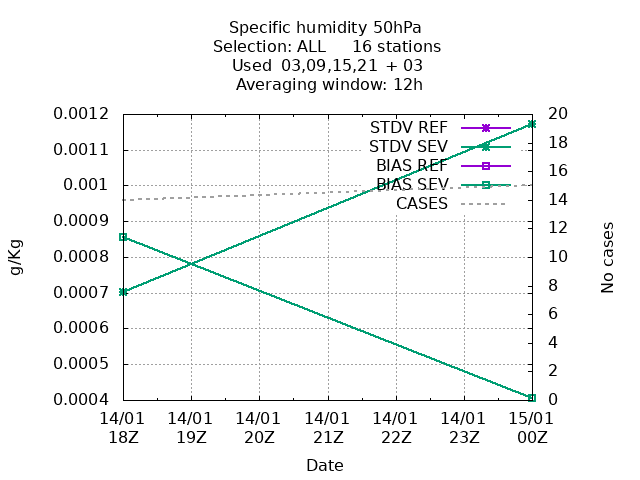 Specific humidity 50hPa
Selection: ALL 16 stations
Used 03,09,15,21 + 03
Averaging window: 12h
0.0012
0.0011
0.001
0.0009
0.0008
0.0007
0.0006
0.0005
0.0004
g/Kg
STDV REF
STDV SEV
BIAS REF
BIAS SEV
CASES
20
18
16
14
12
10
8
6
4
2
0
No cases
14/01 14/01 14/01 14/01 14/01 14/01 15/01
18Z 19Z 20Z 21Z 22Z 23Z 00Z
Date